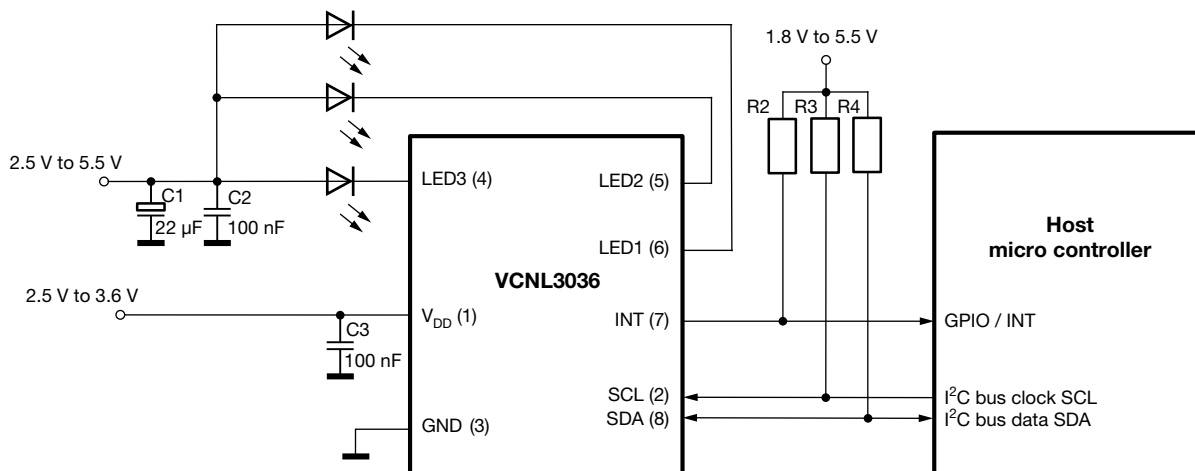 1.8 V to 5.5 V
R2
R3
R4
2.5 V to 5.5 V
C1
22 µF
C2
100 nF
LED3 (4)
LED2 (5)
LED1 (6)
VCNL3036
Host
micro controller
2.5 V to 3.6 V
C3
100 nF
VDD (1)
INT (7)
GPIO / INT
SCL (2)
I²C bus clock SCL
GND (3)
SDA (8)
I²C bus data SDA